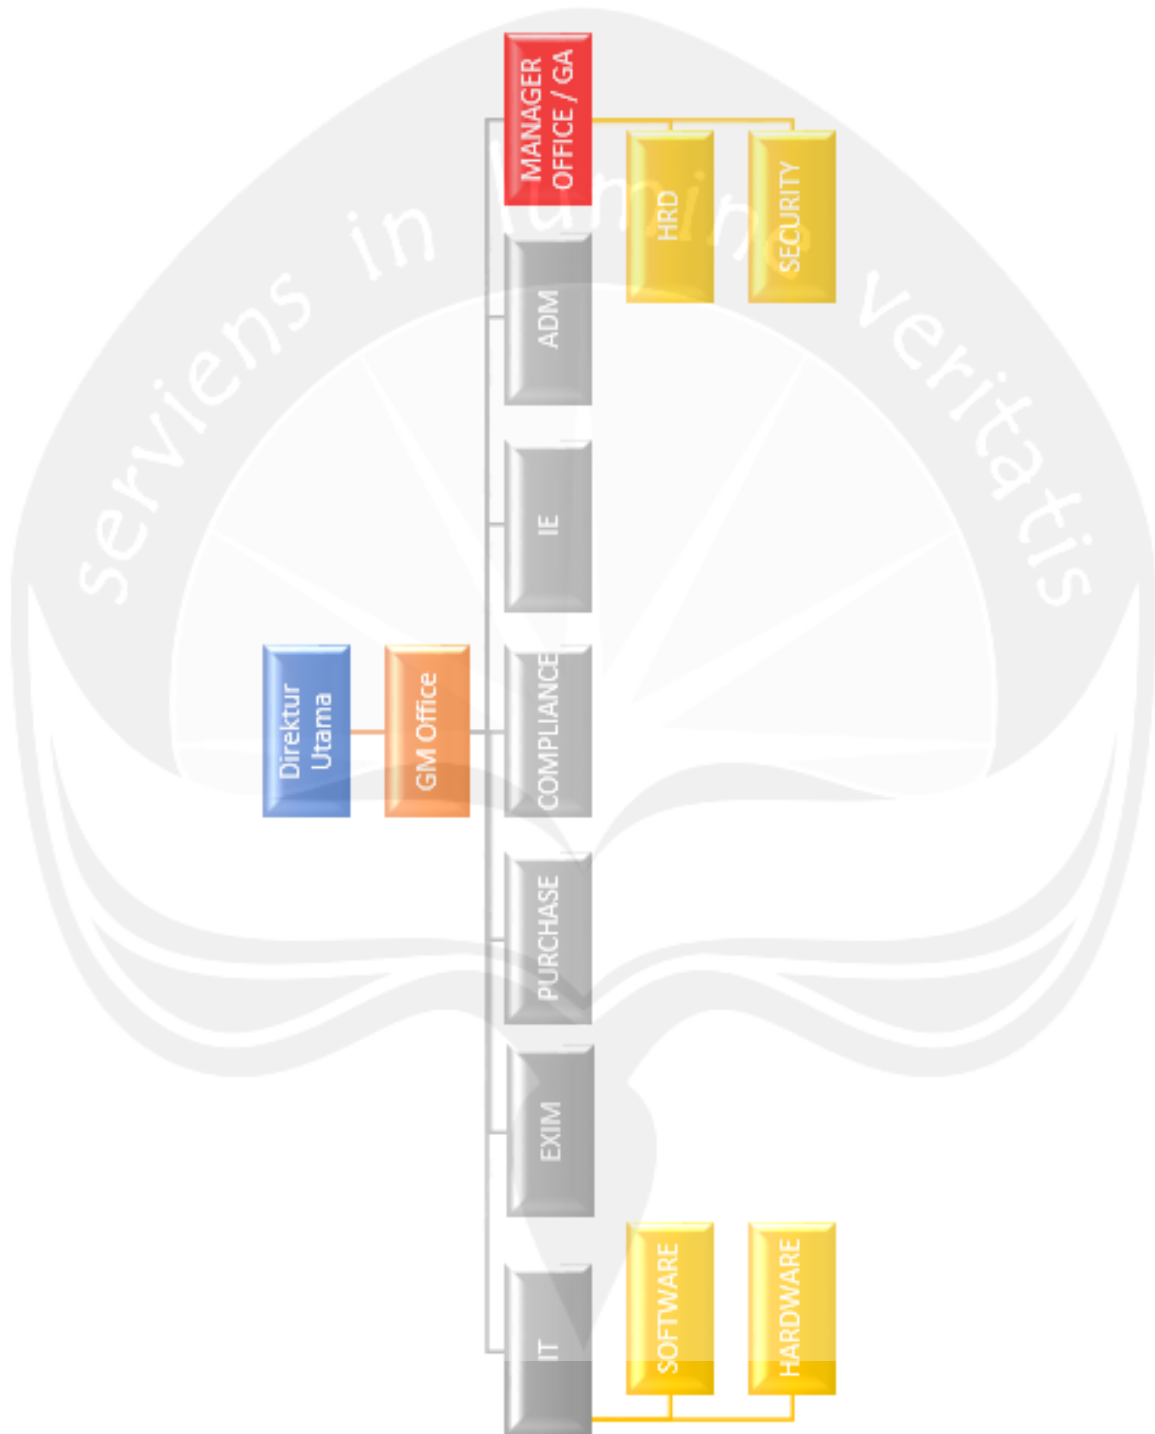 Direktur
Utama
GM Office
IT
EXIM
PURCHASE
COMPLIANCE
IE
ADM
MANAGER
OFFICE / GA
SOFTWARE
HARDWARE
HRD
SECURITY
serviens in lumine veritatis